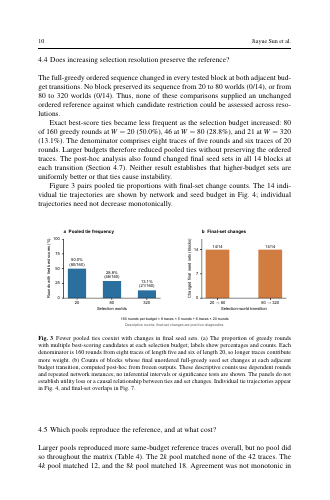 10 Jiayue Sun et al.
4.4 Does increasing selection resolution preserve the reference?
The full-greedy ordered sequence changed in every tested block at both adjacent bud-
get transitions. No block preserved its sequence from 20 to 80 worlds (0/14), or from
80 to 320 worlds (0/14). Thus, none of these comparisons supplied an unchanged
ordered reference against which candidate restriction could be assessed across reso-
lutions.
Exact best-score ties became less frequent as the selection budget increased: 80
of 160 greedy rounds at W = 20 (50.0%), 46 at W = 80 (28.8%), and 21 at W = 320
(13.1%). The denominator comprises eight traces of five rounds and six traces of 20
rounds. Larger budgets therefore reduced pooled ties without preserving the ordered
traces. The post-hoc analysis also found changed final seed sets in all 14 blocks at
each transition (Section 4.7). Neither result establishes that higher-budget sets are
uniformly better or that ties cause instability.
Figure 3 pairs pooled tie proportions with final-set change counts. The 14 indi-
vidual tie trajectories are shown by network and seed budget in Fig. 4; individual
trajectories need not decrease monotonically.
a Pooled tie frequency
b Final-set changes
Rounds with tied best scores (%)
100
75
50
25
0
50.0%
(80/160)
28.8%
(46/160)
13.1%
(21/160)
20 80 320
Selection worlds
Changed final seed sets (blocks)
14
7
0
14/14 14/14
20 → 80 80 → 320
Selection-world transition
160 rounds per budget = 8 traces × 5 rounds + 6 traces × 20 rounds
Descriptive counts; final-set changes are post-hoc diagnostics
Fig. 3 Fewer pooled ties coexist with changes in final seed sets. (a) The proportion of greedy rounds
with multiple best-scoring candidates at each selection budget; labels show percentages and counts. Each
denominator is 160 rounds from eight traces of length five and six of length 20, so longer traces contribute
more weight. (b) Counts of blocks whose final unordered full-greedy seed set changes at each adjacent
budget transition, computed post-hoc from frozen outputs. These descriptive counts use dependent rounds
and repeated network instances; no inferential intervals or significance tests are shown. The panels do not
establish utility loss or a causal relationship between ties and set changes. Individual tie trajectories appear
in Fig. 4, and final-set overlaps in Fig. 7.
4.5 Which pools reproduce the reference, and at what cost?
Larger pools reproduced more same-budget reference traces overall, but no pool did
so throughout the matrix (Table 4). The 2k pool matched none of the 42 traces. The
4k pool matched 12, and the 8k pool matched 18. Agreement was not monotonic in